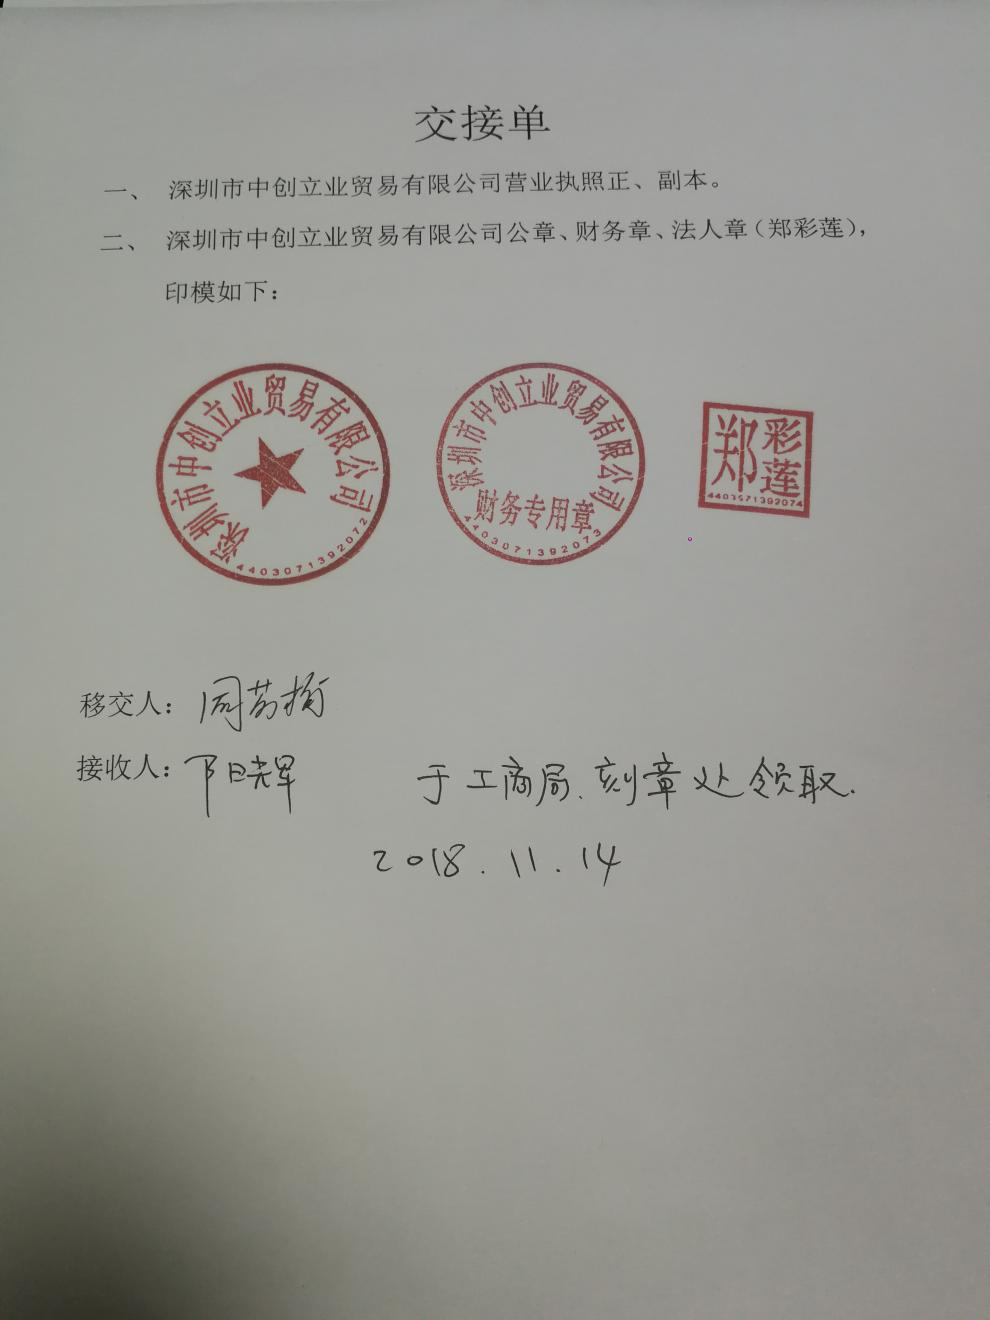 交接单
一、 深圳市中创立业贸易有限公司营业执照正、副本。
二、 深圳市中创立业贸易有限公司公章、财务章、法人章（郑彩莲），
印模如下：
深圳市中创立业贸易有限公司
4403071392072
深圳市中创立业贸易有限公司
财务专用章
4403071392073
郑彩莲
4403071392074
移交人：
接收人： 阳晓晖 于工商局、刻章处领取.
2018.11.14